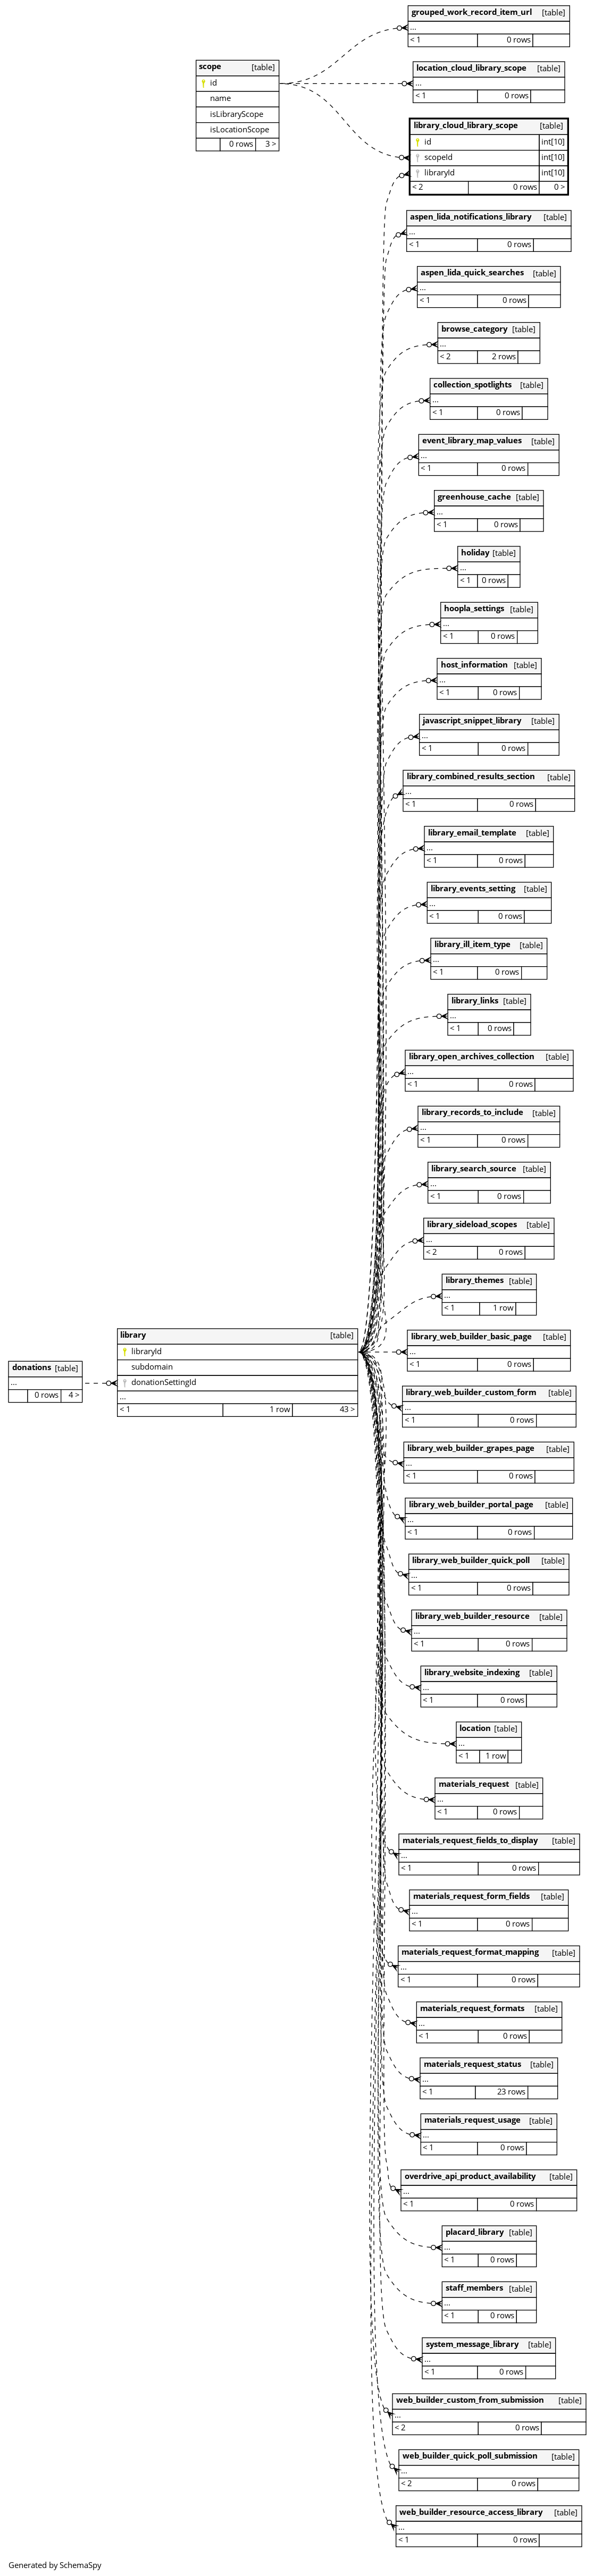 grouped_work_record_item_url [table]
...
< 1 0 rows
scope [table]
id
name
isLibraryScope
isLocationScope
0 rows 3 >
location_cloud_library_scope [table]
...
< 1 0 rows
library_cloud_library_scope [table]
id int[10]
scopeId int[10]
libraryId int[10]
< 2 0 rows 0 >
aspen_lida_notifications_library [table]
...
< 1 0 rows
aspen_lida_quick_searches [table]
...
< 1 0 rows
browse_category [table]
...
< 2 2 rows
collection_spotlights [table]
...
< 1 0 rows
event_library_map_values [table]
...
< 1 0 rows
greenhouse_cache [table]
...
< 1 0 rows
holiday [table]
...
< 1 0 rows
hoopla_settings [table]
...
< 1 0 rows
host_information [table]
...
< 1 0 rows
javascript_snippet_library [table]
...
< 1 0 rows
library_combined_results_section [table]
...
< 1 0 rows
library_email_template [table]
...
< 1 0 rows
library_events_setting [table]
...
< 1 0 rows
library_ill_item_type [table]
...
< 1 0 rows
library_links [table]
...
< 1 0 rows
library_open_archives_collection [table]
...
< 1 0 rows
library_records_to_include [table]
...
< 1 0 rows
library_search_source [table]
...
< 1 0 rows
library_sideload_scopes [table]
...
< 2 0 rows
library_themes [table]
...
< 1 1 row
donations [table]
...
0 rows 4 >
library [table]
libraryId
subdomain
donationSettingId
...
< 1 1 row 43 >
library_web_builder_basic_page [table]
...
< 1 0 rows
library_web_builder_custom_form [table]
...
< 1 0 rows
library_web_builder_grapes_page [table]
...
< 1 0 rows
library_web_builder_portal_page [table]
...
< 1 0 rows
library_web_builder_quick_poll [table]
...
< 1 0 rows
library_web_builder_resource [table]
...
< 1 0 rows
library_website_indexing [table]
...
< 1 0 rows
location [table]
...
< 1 1 row
materials_request [table]
...
< 1 0 rows
materials_request_fields_to_display [table]
...
< 1 0 rows
materials_request_form_fields [table]
...
< 1 0 rows
materials_request_format_mapping [table]
...
< 1 0 rows
materials_request_formats [table]
...
< 1 0 rows
materials_request_status [table]
...
< 1 23 rows
materials_request_usage [table]
...
< 1 0 rows
overdrive_api_product_availability [table]
...
< 1 0 rows
placard_library [table]
...
< 1 0 rows
staff_members [table]
...
< 1 0 rows
system_message_library [table]
...
< 1 0 rows
web_builder_custom_from_submission [table]
...
< 2 0 rows
web_builder_quick_poll_submission [table]
...
< 2 0 rows
web_builder_resource_access_library [table]
...
< 1 0 rows
Generated by SchemaSpy